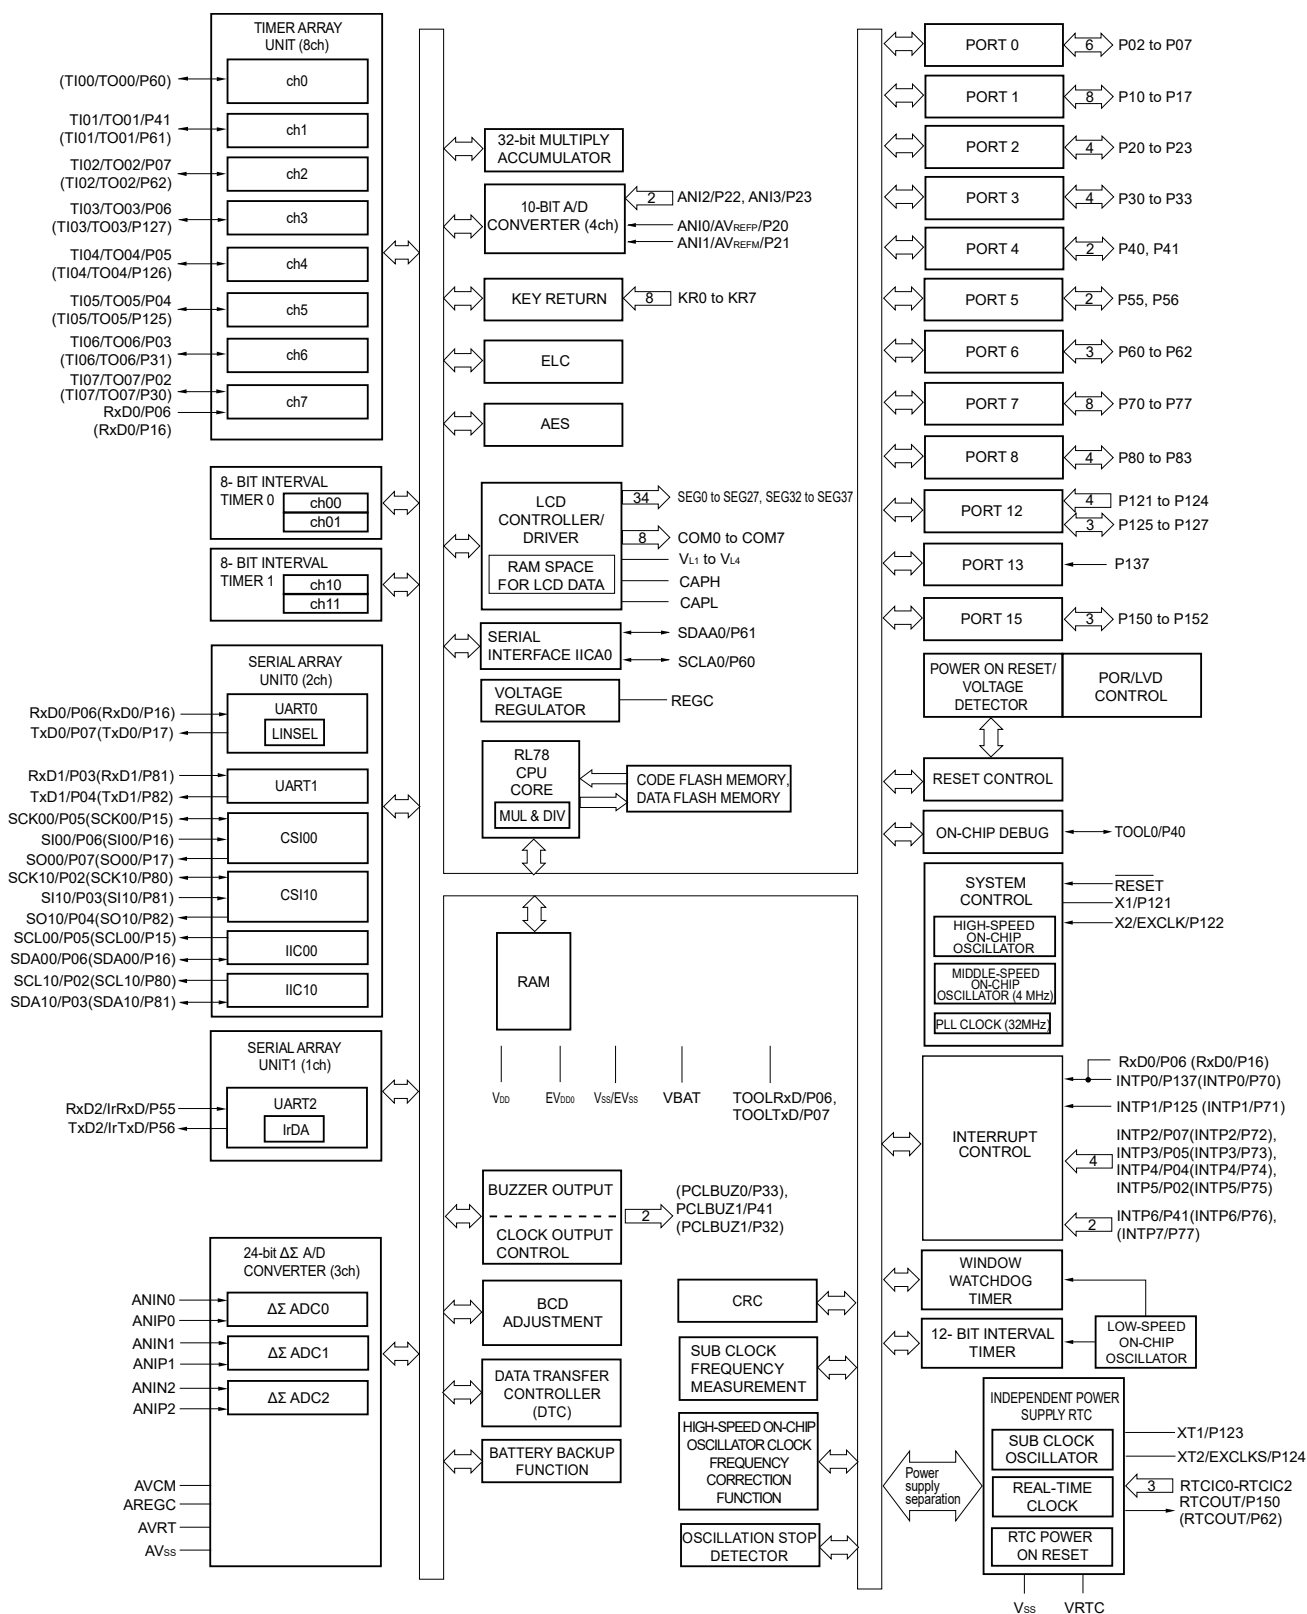 TIMER ARRAY
UNIT (8ch)
(TI00/TO00/P60)
ch0
TI01/TO01/P41
(TI01/TO01/P61)
ch1
TI02/TO02/P07
(TI02/TO02/P62)
ch2
TI03/TO03/P06
(TI03/TO03/P127)
ch3
TI04/TO04/P05
(TI04/TO04/P126)
ch4
TI05/TO05/P04
(TI05/TO05/P125)
ch5
TI06/TO06/P03
(TI06/TO06/P31)
ch6
TI07/TO07/P02
(TI07/TO07/P30)
RxD0/P06
(RxD0/P16)
ch7
8- BIT INTERVAL
TIMER 0
ch00
ch01
8- BIT INTERVAL
TIMER 1
ch10
ch11
SERIAL ARRAY
UNIT0 (2ch)
RxD0/P06(RxD0/P16)
TxD0/P07(TxD0/P17)
UART0
LINSEL
RxD1/P03(RxD1/P81)
TxD1/P04(TxD1/P82)
UART1
SCK00/P05(SCK00/P15)
SI00/P06(SI00/P16)
SO00/P07(SO00/P17)
CSI00
SCK10/P02(SCK10/P80)
SI10/P03(SI10/P81)
SO10/P04(SO10/P82)
CSI10
SCL00/P05(SCL00/P15)
SDA00/P06(SDA00/P16)
IIC00
SCL10/P02(SCL10/P80)
SDA10/P03(SDA10/P81)
IIC10
SERIAL ARRAY
UNIT1 (1ch)
RxD2/IrRxD/P55
TxD2/IrTxD/P56
UART2
IrDA
24-bit ΔΣ A/D
CONVERTER (3ch)
ANIN0
ANIP0
ΔΣ ADC0
ANIN1
ANIP1
ΔΣ ADC1
ANIN2
ANIP2
ΔΣ ADC2
AVCM
AREGC
AVRT
AVSS
32-bit MULTIPLY
ACCUMULATOR
10-BIT A/D
CONVERTER (4ch)
2
ANI2/P22, ANI3/P23
ANI0/AVREFP/P20
ANI1/AVREFM/P21
KEY RETURN
8
KR0 to KR7
ELC
AES
LCD
CONTROLLER/
DRIVER
RAM SPACE
FOR LCD DATA
34
SEG0 to SEG27, SEG32 to SEG37
8
COM0 to COM7
VL1 to VL4
CAPH
CAPL
SERIAL
INTERFACE IICA0
SDAA0/P61
SCLA0/P60
VOLTAGE
REGULATOR
REGC
RL78
CPU
CORE
MUL & DIV
CODE FLASH MEMORY,
DATA FLASH MEMORY
RAM
VDD
EVDD0
VSS/EVSS
VBAT
TOOLRxD/P06,
TOOLTxD/P07
BUZZER OUTPUT
CLOCK OUTPUT
CONTROL
2
(PCLBUZ0/P33),
PCLBUZ1/P41
(PCLBUZ1/P32)
BCD
ADJUSTMENT
DATA TRANSFER
CONTROLLER
(DTC)
BATTERY BACKUP
FUNCTION
CRC
SUB CLOCK
FREQUENCY
MEASUREMENT
HIGH-SPEED ON-CHIP
OSCILLATOR CLOCK
FREQUENCY
CORRECTION
FUNCTION
OSCILLATION STOP
DETECTOR
PORT 0
6
P02 to P07
PORT 1
8
P10 to P17
PORT 2
4
P20 to P23
PORT 3
4
P30 to P33
PORT 4
2
P40, P41
PORT 5
2
P55, P56
PORT 6
3
P60 to P62
PORT 7
8
P70 to P77
PORT 8
4
P80 to P83
PORT 12
4
P121 to P124
3
P125 to P127
PORT 13
P137
PORT 15
3
P150 to P152
POWER ON RESET/
VOLTAGE
DETECTOR
POR/LVD
CONTROL
RESET CONTROL
ON-CHIP DEBUG
TOOL0/P40
SYSTEM
CONTROL
RESET
X1/P121
X2/EXCLK/P122
HIGH-SPEED
ON-CHIP
OSCILLATOR
MIDDLE-SPEED
ON-CHIP
OSCILLATOR (4 MHz)
PLL CLOCK (32MHz)
INTERRUPT
CONTROL
RxD0/P06 (RxD0/P16)
INTP0/P137(INTP0/P70)
INTP1/P125 (INTP1/P71)
4
INTP2/P07(INTP2/P72),
INTP3/P05(INTP3/P73),
INTP4/P04(INTP4/P74),
INTP5/P02(INTP5/P75)
2
INTP6/P41(INTP6/P76),
(INTP7/P77)
WINDOW
WATCHDOG
TIMER
12- BIT INTERVAL
TIMER
LOW-SPEED
ON-CHIP
OSCILLATOR
Power
supply
separation
INDEPENDENT POWER
SUPPLY RTC
SUB CLOCK
OSCILLATOR
REAL-TIME
CLOCK
RTC POWER
ON RESET
XT1/P123
XT2/EXCLKS/P124
3
RTCIC0-RTCIC2
RTCOUT/P150
(RTCOUT/P62)
VSS
VRTC